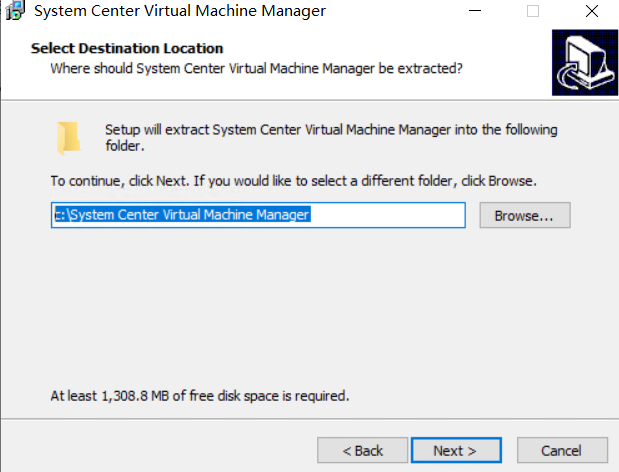 System Center Virtual Machine Manager
Select Destination Location
Where should System Center Virtual Machine Manager be extracted?
Setup will extract System Center Virtual Machine Manager into the following
folder.
To continue, click Next. If you would like to select a different folder, click Browse.
c:\System Center Virtual Machine Manager
Browse...
At least 1,308.8 MB of free disk space is required.
< Back
Next >
Cancel